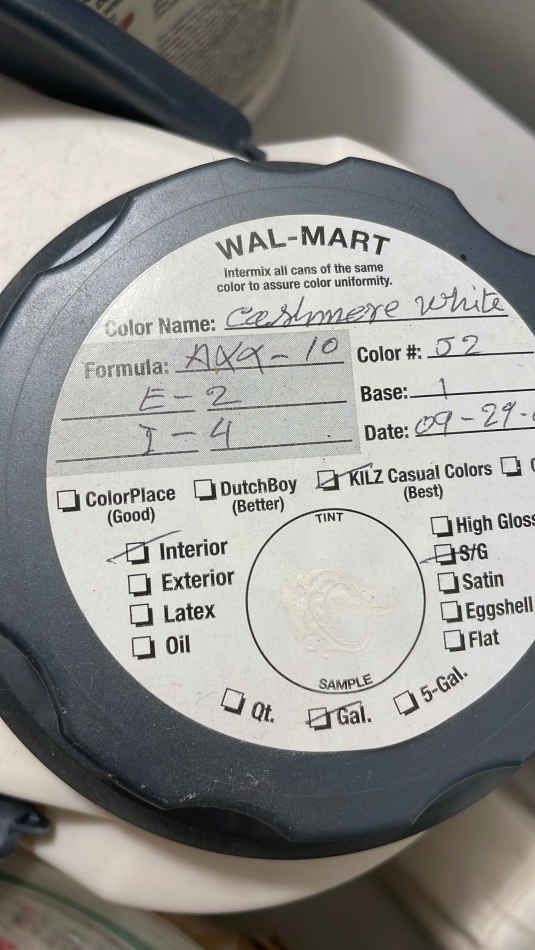 WAL-MART
Intermix all cans of the same
color to assure color uniformity.
Color Name: Cashmere White
Formula: AXX - 10
E - 2
I - 4
Color #: 52
Base: 1
Date: 09-29-
ColorPlace
(Good)
DutchBoy
(Better)
KILZ Casual Colors
(Best)
Interior
Exterior
Latex
Oil
TINT
SAMPLE
High Gloss
S/G
Satin
Eggshell
Flat
Qt.
Gal.
5-Gal.